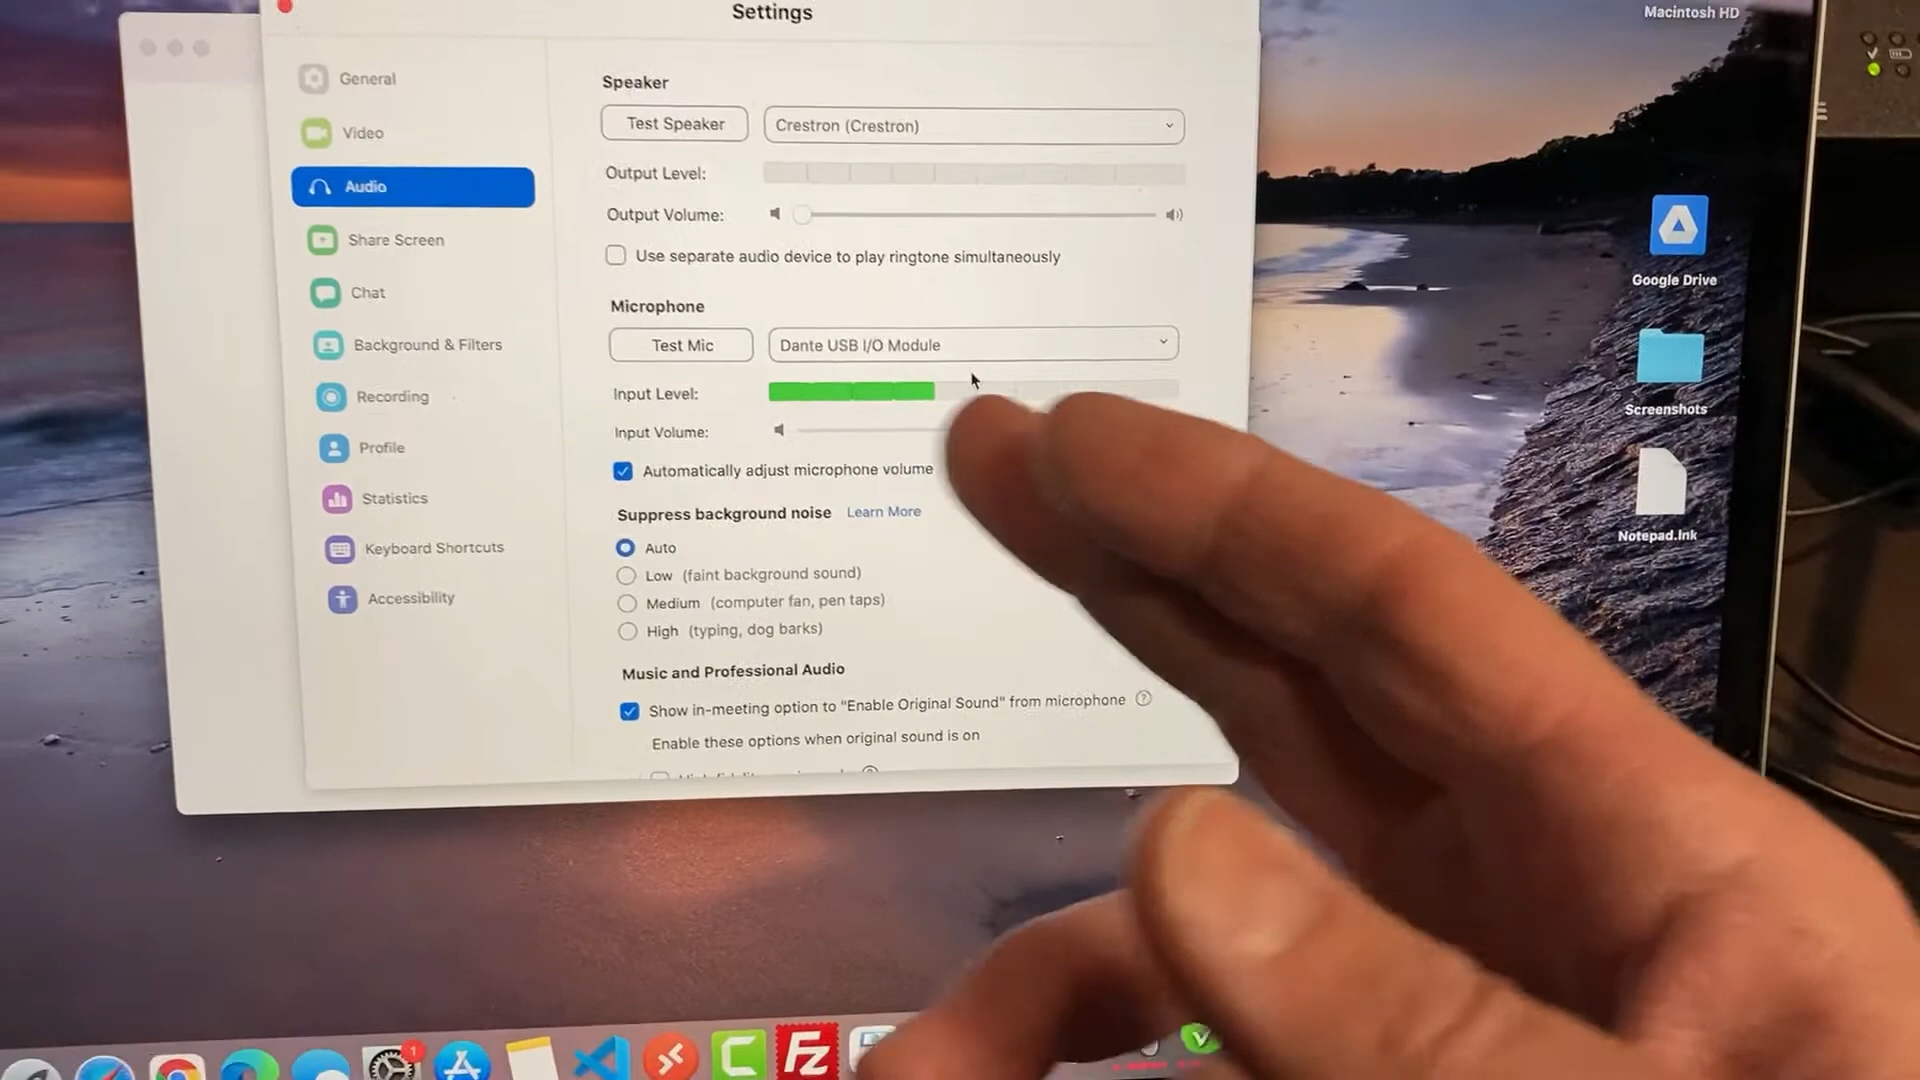 Settings
Macintosh HD
General
Video
Audio
Share Screen
Chat
Background & Filters
Recording
Profile
Statistics
Keyboard Shortcuts
Accessibility
Speaker
Test Speaker
Crestron (Crestron)
Output Level:
Output Volume:
Use separate audio device to play ringtone simultaneously
Microphone
Test Mic
Dante USB I/O Module
Input Level:
Input Volume:
Automatically adjust microphone volume
Suppress background noise Learn More
Auto
Low (faint background sound)
Medium (computer fan, pen taps)
High (typing, dog barks)
Music and Professional Audio
Show in-meeting option to "Enable Original Sound" from microphone ?
Enable these options when original sound is on
Google Drive
Screenshots
Notepad.lnk
1
C
Fz